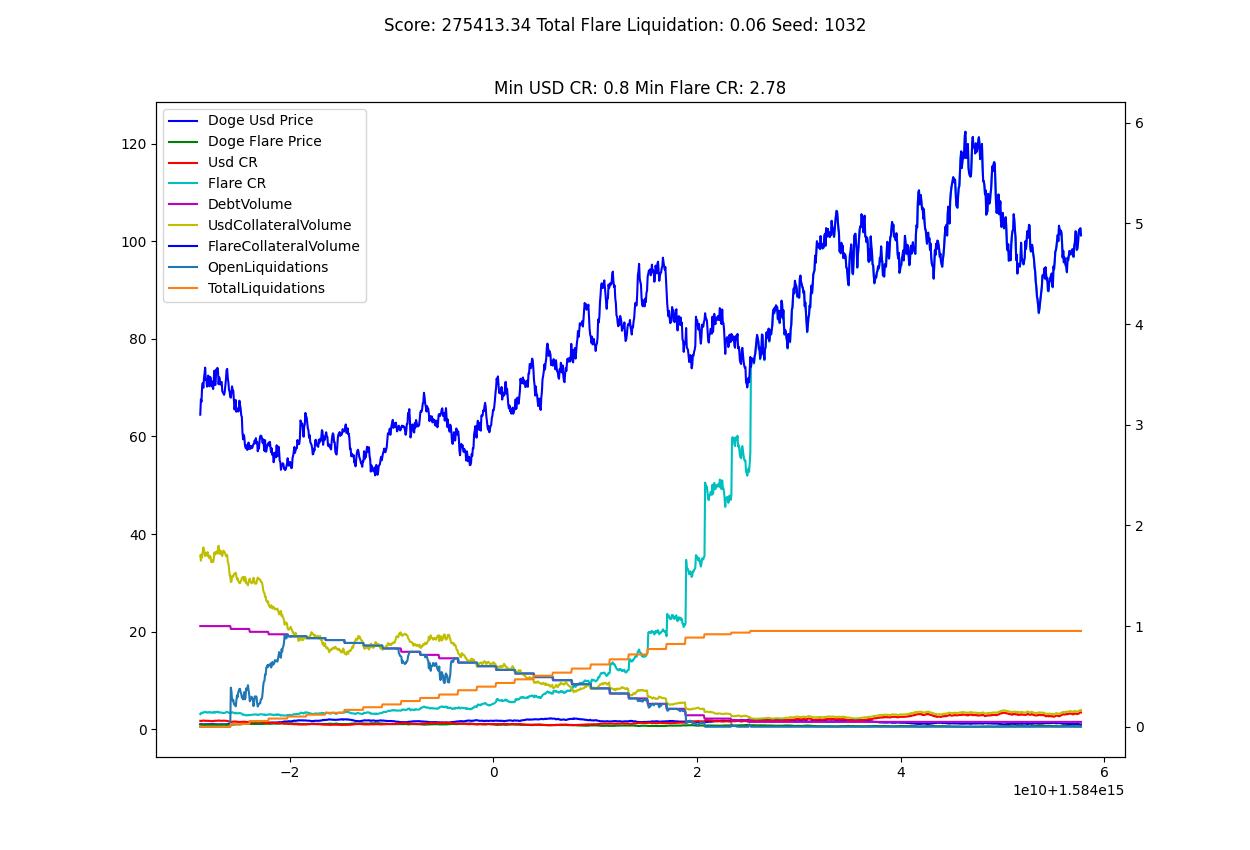 Score: 275413.34 Total Flare Liquidation: 0.06 Seed: 1032
Min USD CR: 0.8 Min Flare CR: 2.78
Doge Usd Price
Doge Flare Price
Usd CR
Flare CR
DebtVolume
UsdCollateralVolume
FlareCollateralVolume
OpenLiquidations
TotalLiquidations
120
100
80
60
40
20
0
6
5
4
3
2
1
0
−2 0 2 4 6
1e10+1.584e15